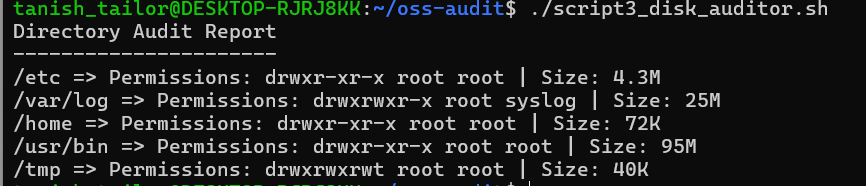 tanish_tailor@DESKTOP-RJRJ8KK:~/oss-audit$ ./script3_disk_auditor.sh
Directory Audit Report
----------------------
/etc => Permissions: drwxr-xr-x root root | Size: 4.3M
/var/log => Permissions: drwxrwxr-x root syslog | Size: 25M
/home => Permissions: drwxr-xr-x root root | Size: 72K
/usr/bin => Permissions: drwxr-xr-x root root | Size: 95M
/tmp => Permissions: drwxrwxrwt root root | Size: 40K